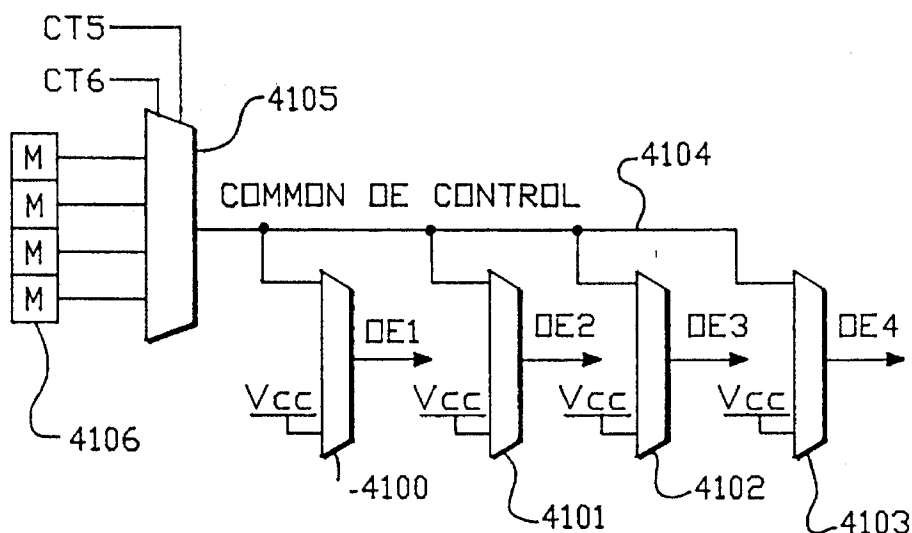 CT5
CT6
4105
M
M
M
M
4104
COMMON OE CONTROL
OE1
OE2
OE3
OE4
Vcc
Vcc
Vcc
Vcc
4106
-4100
4101
4102
4103